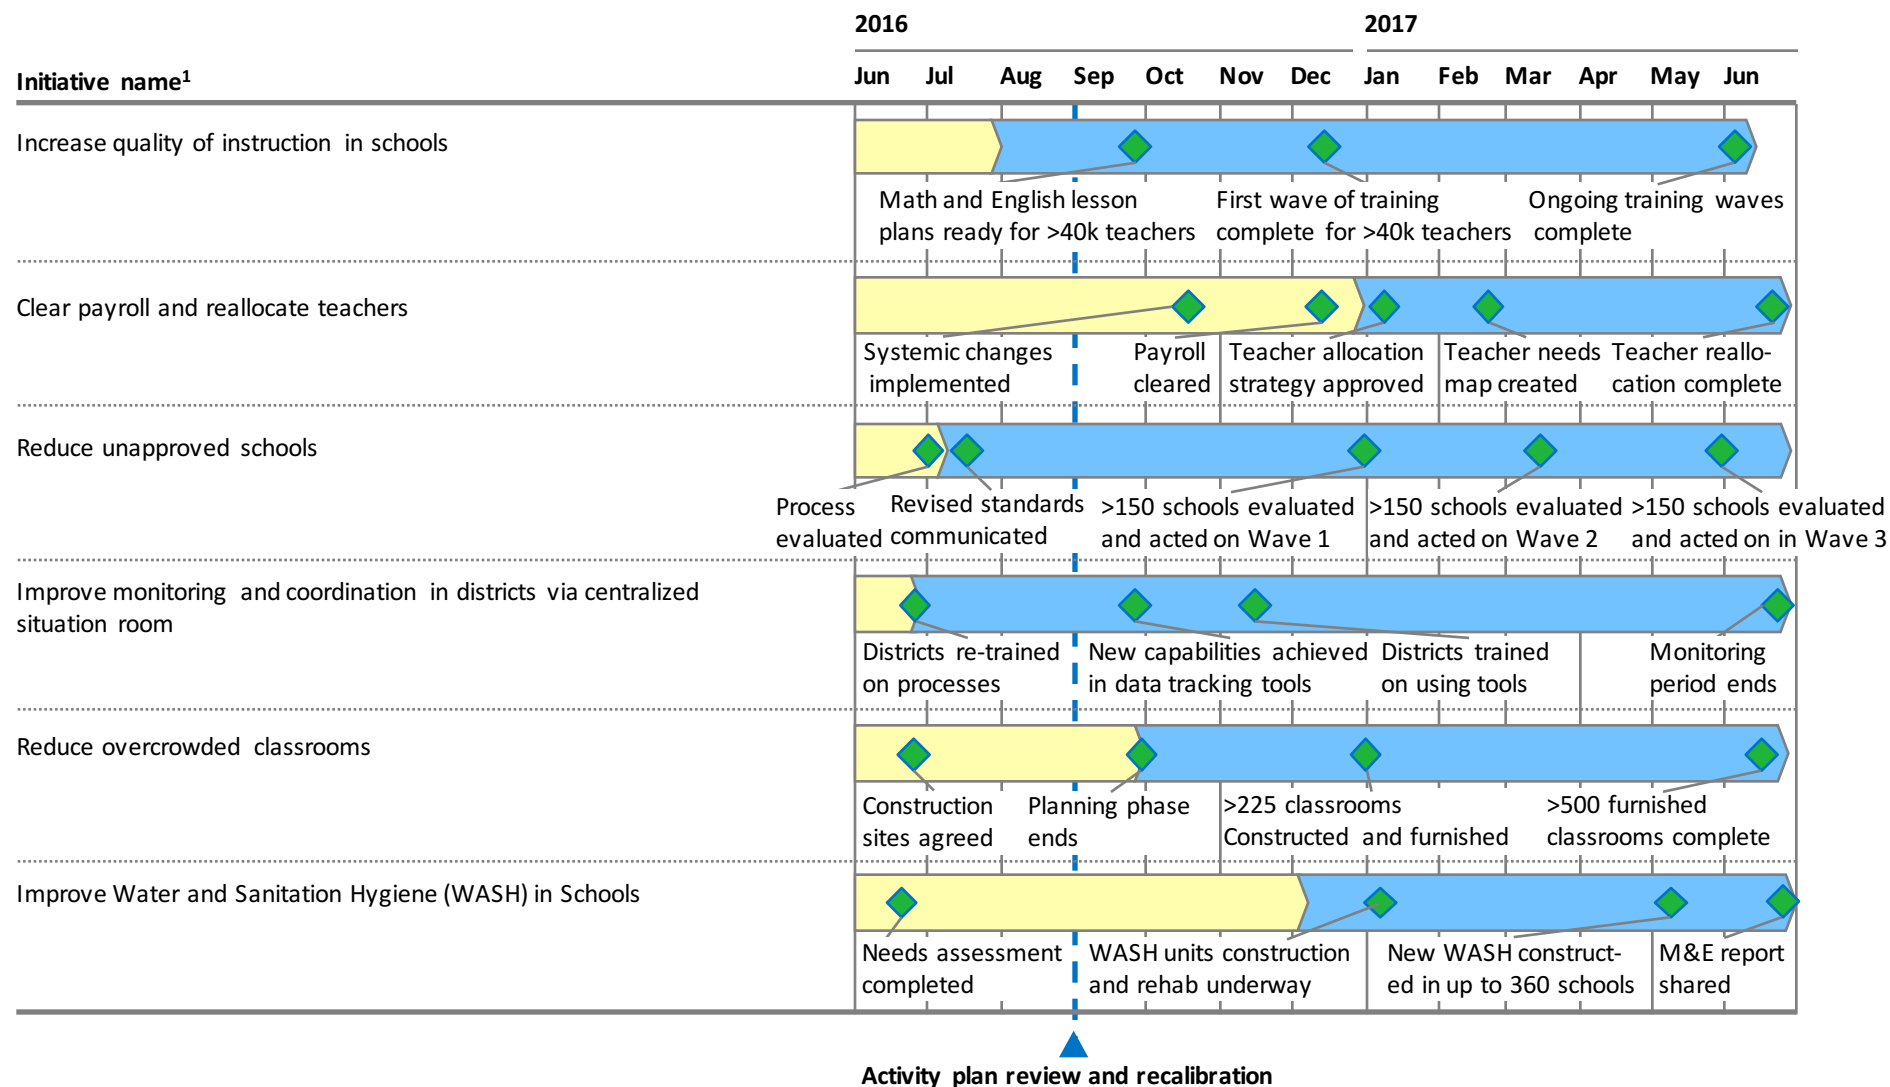 2016 2017
Initiative name1 Jun Jul Aug Sep Oct Nov Dec Jan Feb Mar Apr May Jun
Increase quality of instruction in schools
Math and English lesson
plans ready for >40k teachers
First wave of training
complete for >40k teachers
Ongoing training waves
complete
Clear payroll and reallocate teachers
Systemic changes
implemented
Payroll
cleared
Teacher allocation
strategy approved
Teacher needs
map created
Teacher reallo-
cation complete
Reduce unapproved schools
Process
evaluated
Revised standards
communicated
>150 schools evaluated
and acted on Wave 1
>150 schools evaluated
and acted on Wave 2
>150 schools evaluated
and acted on in Wave 3
Improve monitoring and coordination in districts via centralized
situation room
Districts re-trained
on processes
New capabilities achieved
in data tracking tools
Districts trained
on using tools
Monitoring
period ends
Reduce overcrowded classrooms
Construction
sites agreed
Planning phase
ends
>225 classrooms
Constructed and furnished
>500 furnished
classrooms complete
Improve Water and Sanitation Hygiene (WASH) in Schools
Needs assessment
completed
WASH units construction
and rehab underway
New WASH construct-
ed in up to 360 schools
M&E report
shared
Activity plan review and recalibration